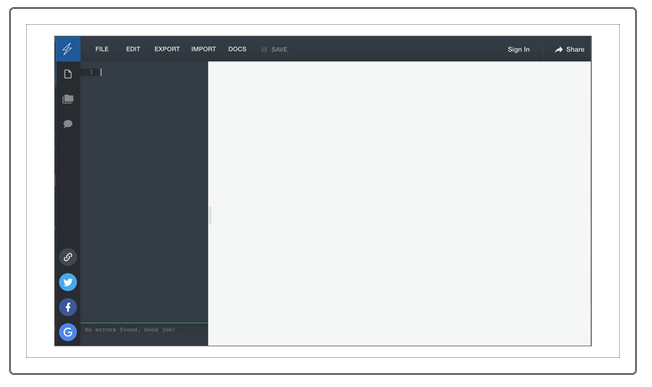 FILE EDIT EXPORT IMPORT DOCS SAVE Sign In Share
1
No errors found. Good job!